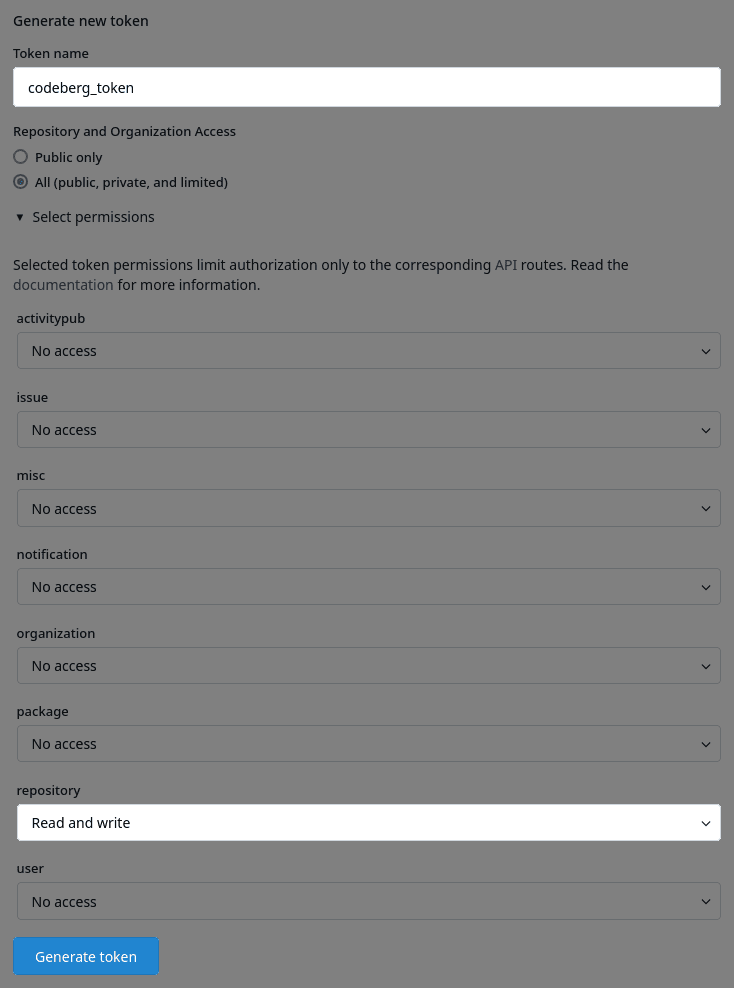 Generate new token
Token name
codeberg_token
Repository and Organization Access
Public only
All (public, private, and limited)
▼ Select permissions
Selected token permissions limit authorization only to the corresponding API routes. Read the
documentation for more information.
activitypub
No access
issue
No access
misc
No access
notification
No access
organization
No access
package
No access
repository
Read and write
user
No access
Generate token